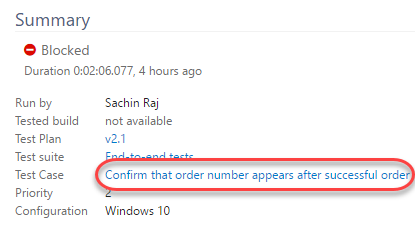 Summary
Blocked
Duration 0:02:06.077, 4 hours ago
Run by Sachin Raj
Tested build not available
Test Plan v2.1
Test suite End-to-end tests
Test Case Confirm that order number appears after successful order
Priority 2
Configuration Windows 10